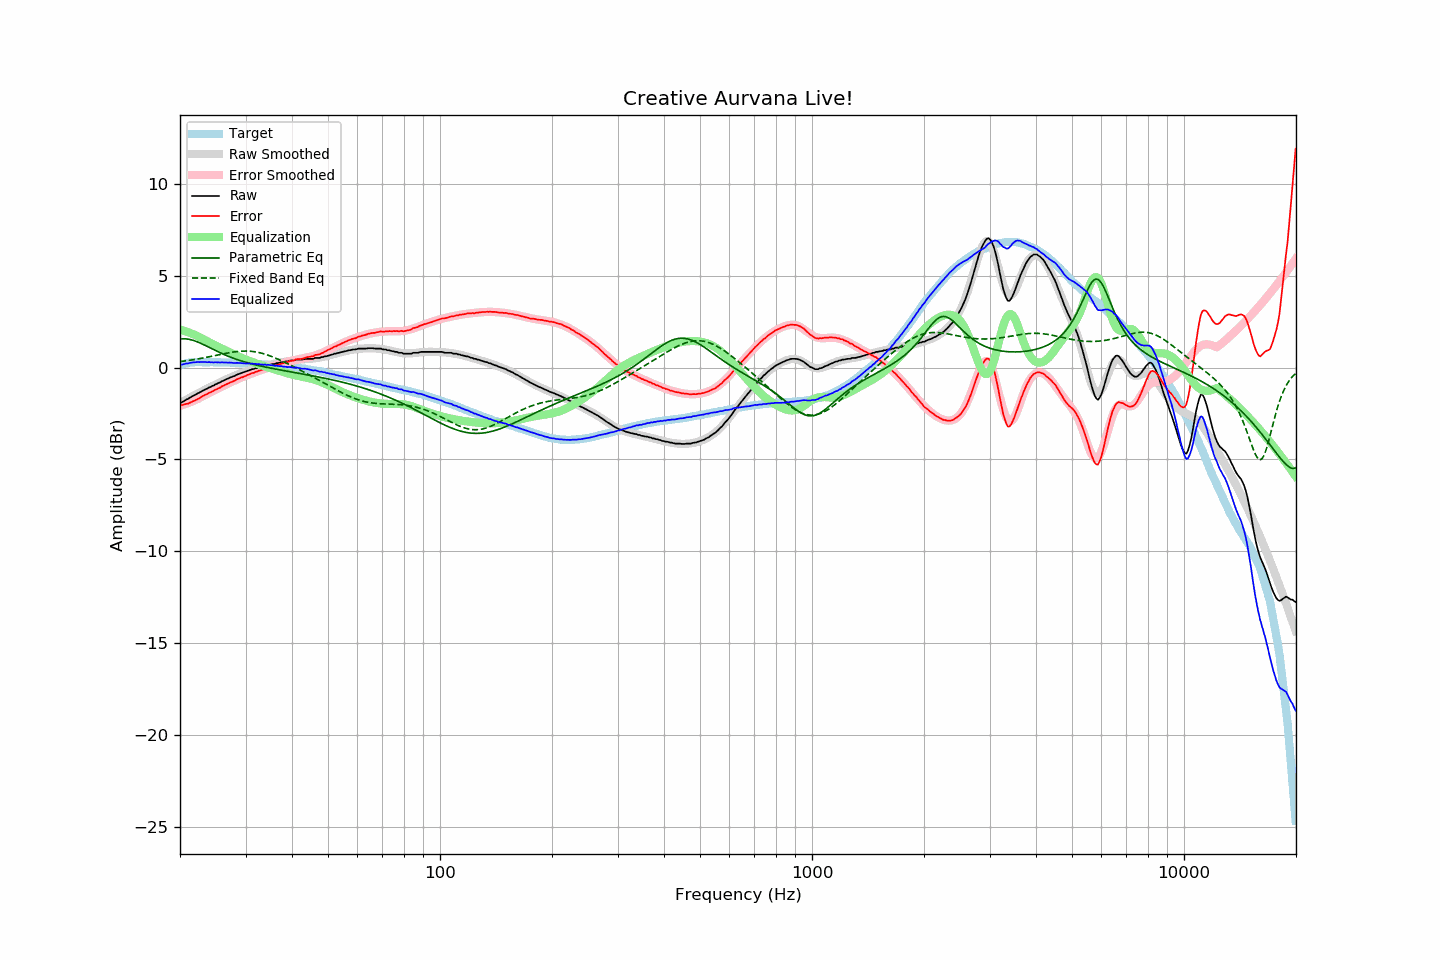 Creative Aurvana Live!
Target
Raw Smoothed
Error Smoothed
Raw
Error
Equalization
Parametric Eq
Fixed Band Eq
Equalized
10
5
0
−5
−10
−15
−20
−25
Amplitude (dBr)
100
1000
10000
Frequency (Hz)